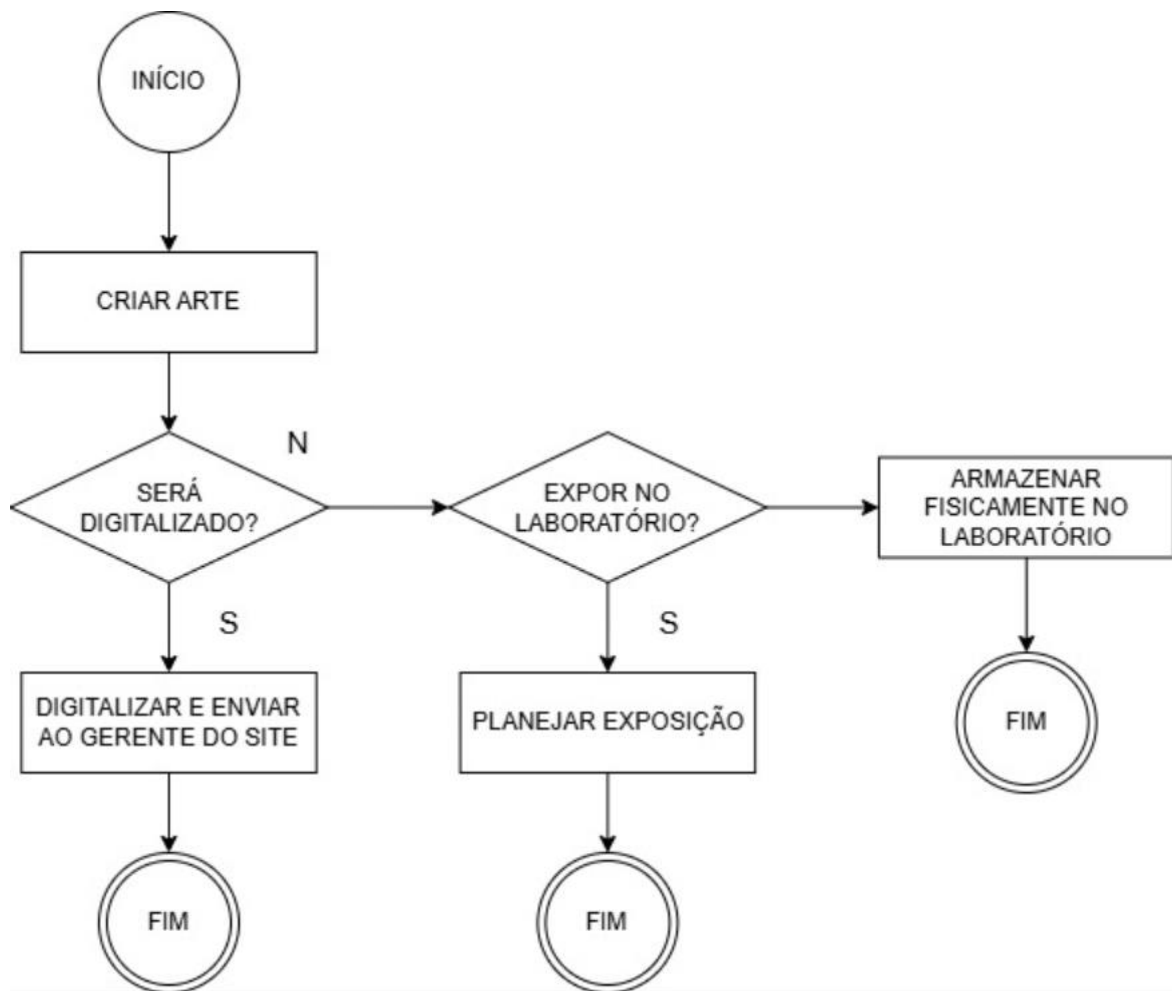 INÍCIO
CRIAR ARTE
SERÁ
DIGITALIZADO?
N
EXPOR NO
LABORATÓRIO?
ARMAZENAR
FISICAMENTE NO
LABORATÓRIO
S
DIGITALIZAR E ENVIAR
AO GERENTE DO SITE
S
PLANEJAR EXPOSIÇÃO
FIM
FIM
FIM